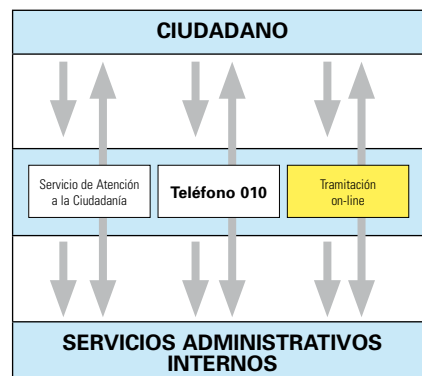 CIUDADANO
Servicio de Atención
a la Ciudadanía
Teléfono 010
Tramitación
on-line
SERVICIOS ADMINISTRATIVOS
INTERNOS